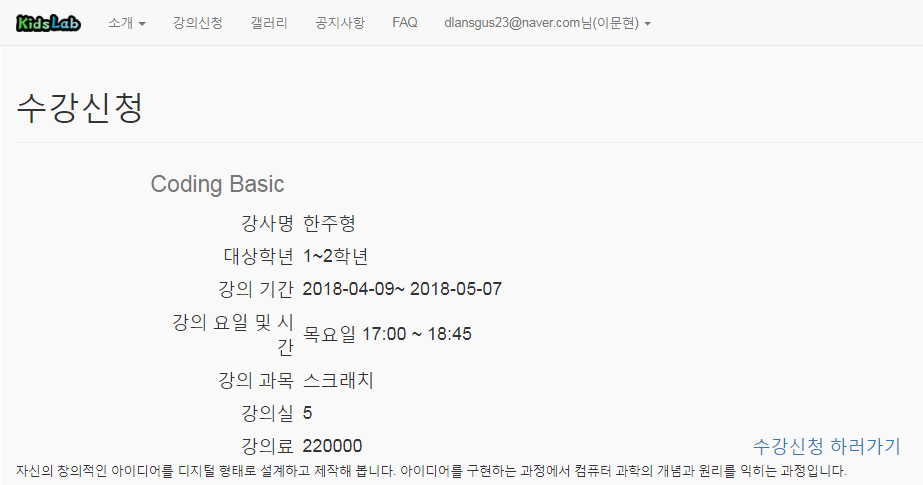 KidsLab 소개 강의신청 갤러리 공지사항 FAQ dlansgus23@naver.com님(이문현)
수강신청
Coding Basic
강사명 한주형
대상학년 1~2학년
강의 기간 2018-04-09~ 2018-05-07
강의 요일 및 시
간 목요일 17:00 ~ 18:45
강의 과목 스크래치
강의실 5
강의료 220000 수강신청 하러가기
자신의 창의적인 아이디어를 디지털 형태로 설계하고 제작해 봅니다. 아이디어를 구현하는 과정에서 컴퓨터 과학의 개념과 원리를 익히는 과정입니다.